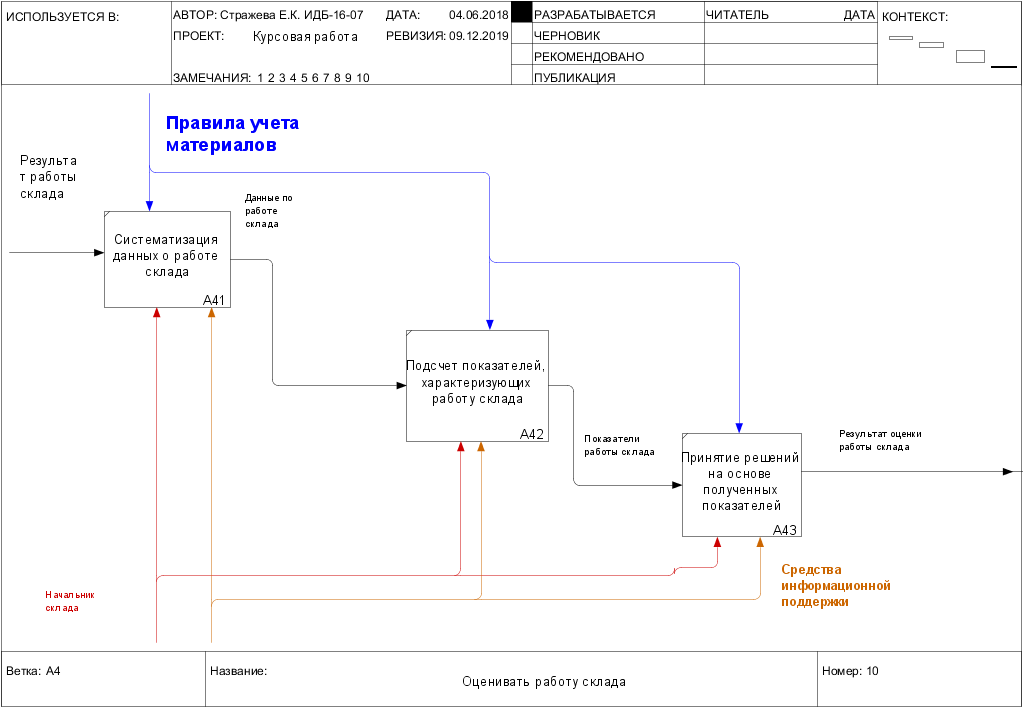 ИСПОЛЬЗУЕТСЯ В:
АВТОР: Стражева Е.К. ИДБ-16-07
ДАТА: 04.06.2018
ПРОЕКТ: Курсовая работа
РЕВИЗИЯ: 09.12.2019
ЗАМЕЧАНИЯ: 1 2 3 4 5 6 7 8 9 10
РАЗРАБАТЫВАЕТСЯ
ЧЕРНОВИК
РЕКОМЕНДОВАНО
ПУБЛИКАЦИЯ
ЧИТАТЕЛЬ
ДАТА
КОНТЕКСТ:
Правила учета
материалов
Результа
т работы
склада
Данные по
работе
склада
Систематизация
данных о работе
склада
A41
Подсчет показателей,
характеризующих
работу склада
A42
Показатели
работы склада
Результат оценки
работы склада
Принятие решений
на основе
полученных
показателей
A43
Средства
информационной
поддержки
Начальник
склада
Ветка: A4
Название:
Оценивать работу склада
Номер: 10